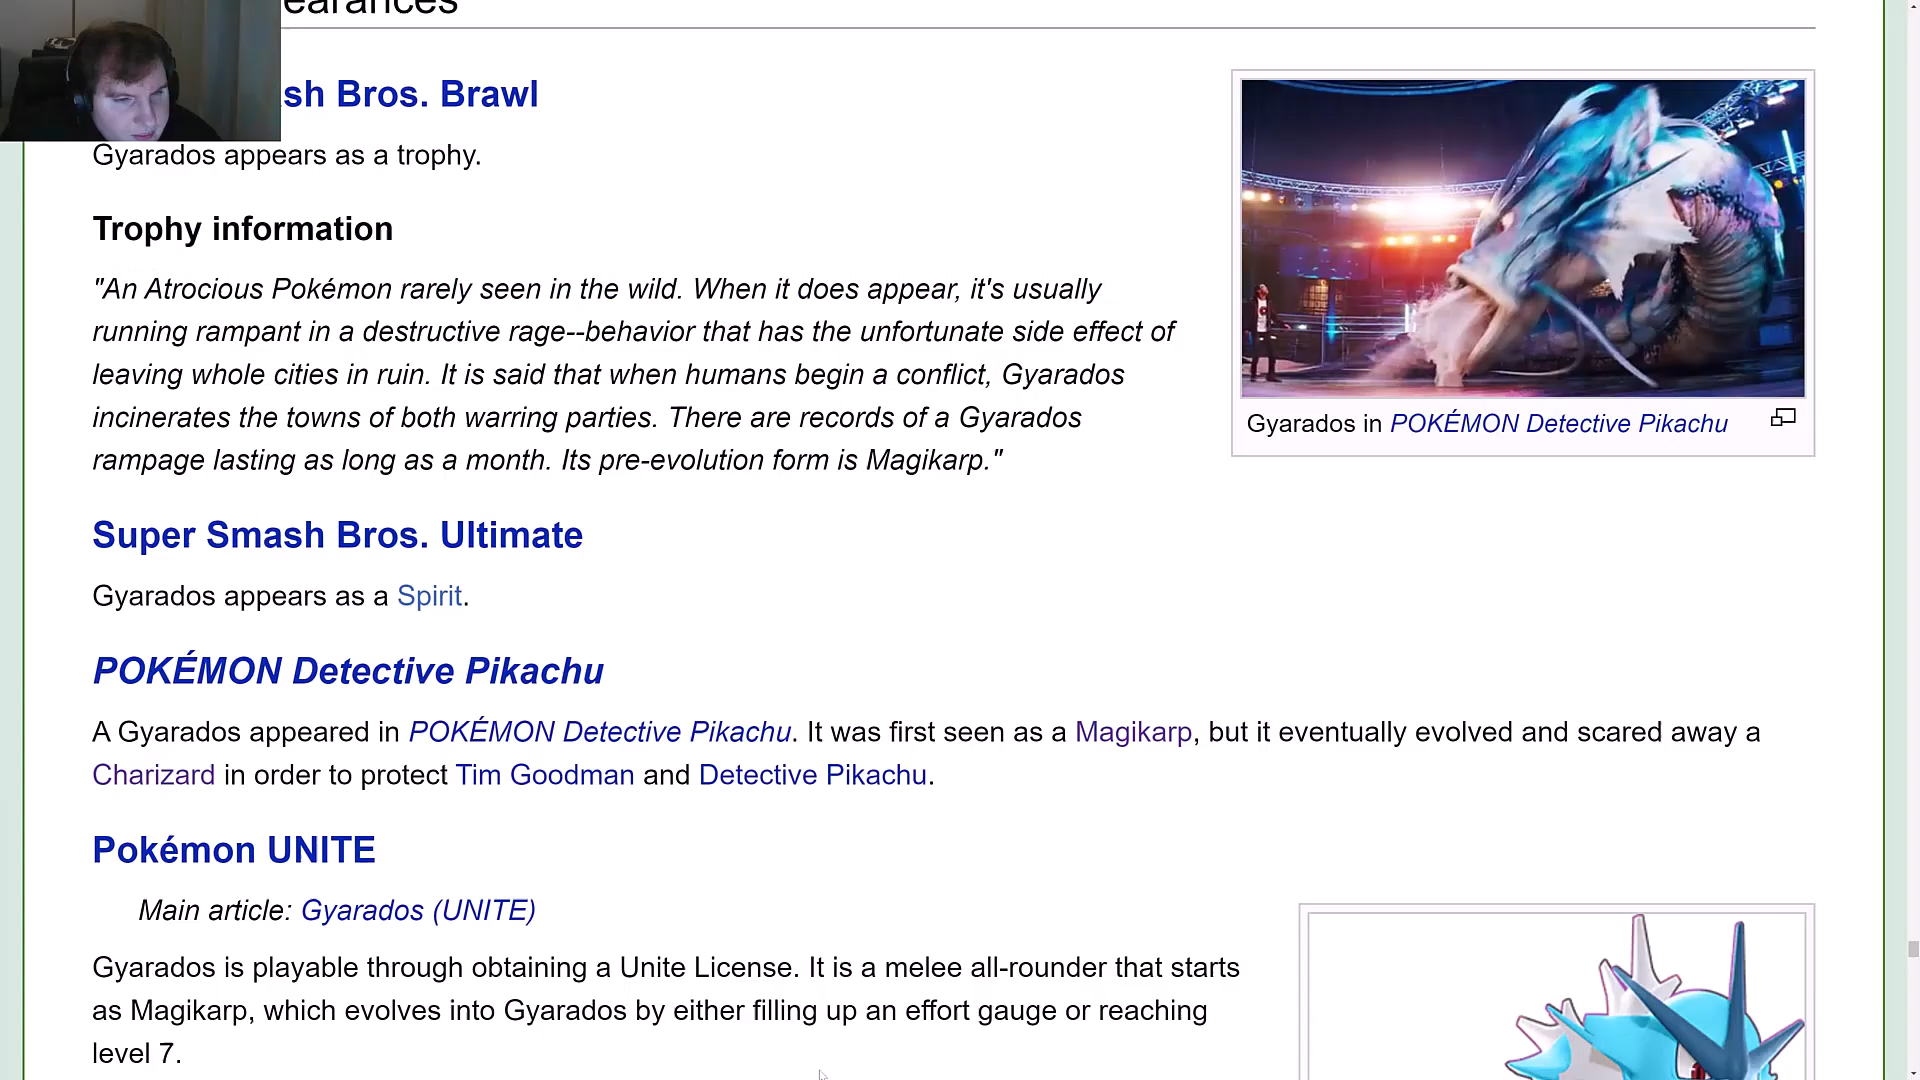 earances
sh Bros. Brawl
Gyarados appears as a trophy.
Trophy information
"An Atrocious Pokémon rarely seen in the wild. When it does appear, it's usually
running rampant in a destructive rage--behavior that has the unfortunate side effect of
leaving whole cities in ruin. It is said that when humans begin a conflict, Gyarados
incinerates the towns of both warring parties. There are records of a Gyarados
rampage lasting as long as a month. Its pre-evolution form is Magikarp."
Gyarados in POKÉMON Detective Pikachu
Super Smash Bros. Ultimate
Gyarados appears as a Spirit.
POKÉMON Detective Pikachu
A Gyarados appeared in POKÉMON Detective Pikachu. It was first seen as a Magikarp, but it eventually evolved and scared away a
Charizard in order to protect Tim Goodman and Detective Pikachu.
Pokémon UNITE
Main article: Gyarados (UNITE)
Gyarados is playable through obtaining a Unite License. It is a melee all-rounder that starts
as Magikarp, which evolves into Gyarados by either filling up an effort gauge or reaching
level 7.